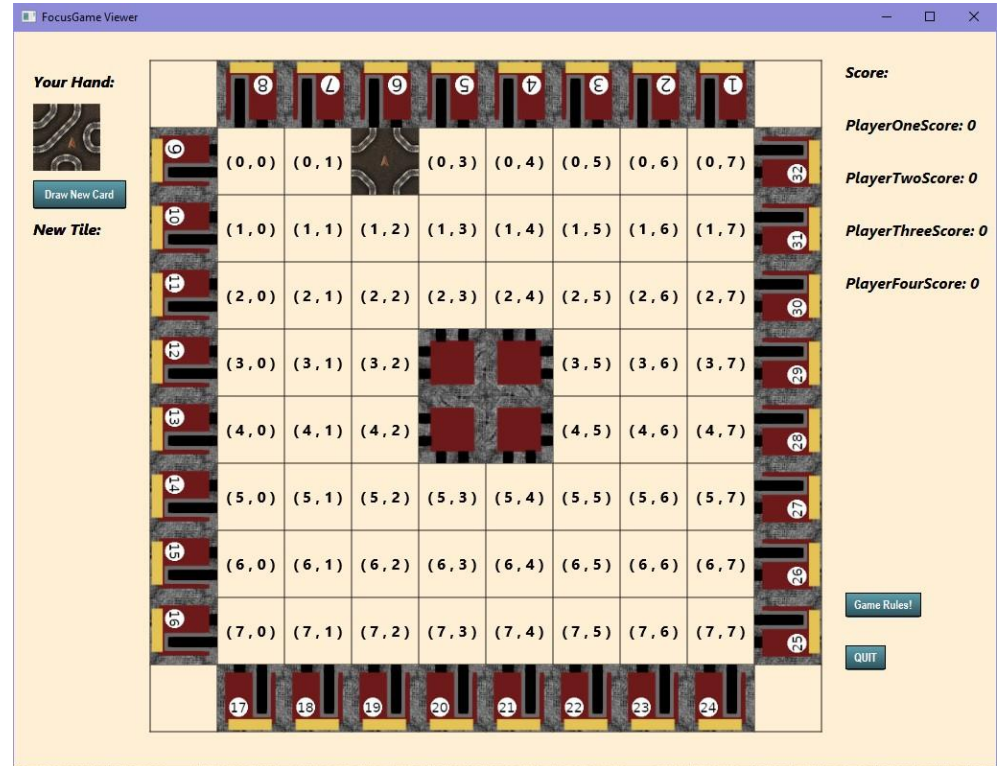 FocusGame Viewer
Your Hand:
Draw New Card
New Tile:
8 7 6 5 4 3 2 1
9 (0,0) (0,1) (0,3) (0,4) (0,5) (0,6) (0,7) 32
10 (1,0) (1,1) (1,2) (1,3) (1,4) (1,5) (1,6) (1,7) 31
11 (2,0) (2,1) (2,2) (2,3) (2,4) (2,5) (2,6) (2,7) 30
12 (3,0) (3,1) (3,2) (3,5) (3,6) (3,7) 29
13 (4,0) (4,1) (4,2) (4,5) (4,6) (4,7) 28
14 (5,0) (5,1) (5,2) (5,3) (5,4) (5,5) (5,6) (5,7) 27
15 (6,0) (6,1) (6,2) (6,3) (6,4) (6,5) (6,6) (6,7) 26
16 (7,0) (7,1) (7,2) (7,3) (7,4) (7,5) (7,6) (7,7) 25
17 18 19 20 21 22 23 24
Score:
PlayerOneScore: 0
PlayerTwoScore: 0
PlayerThreeScore: 0
PlayerFourScore: 0
Game Rules!
QUIT